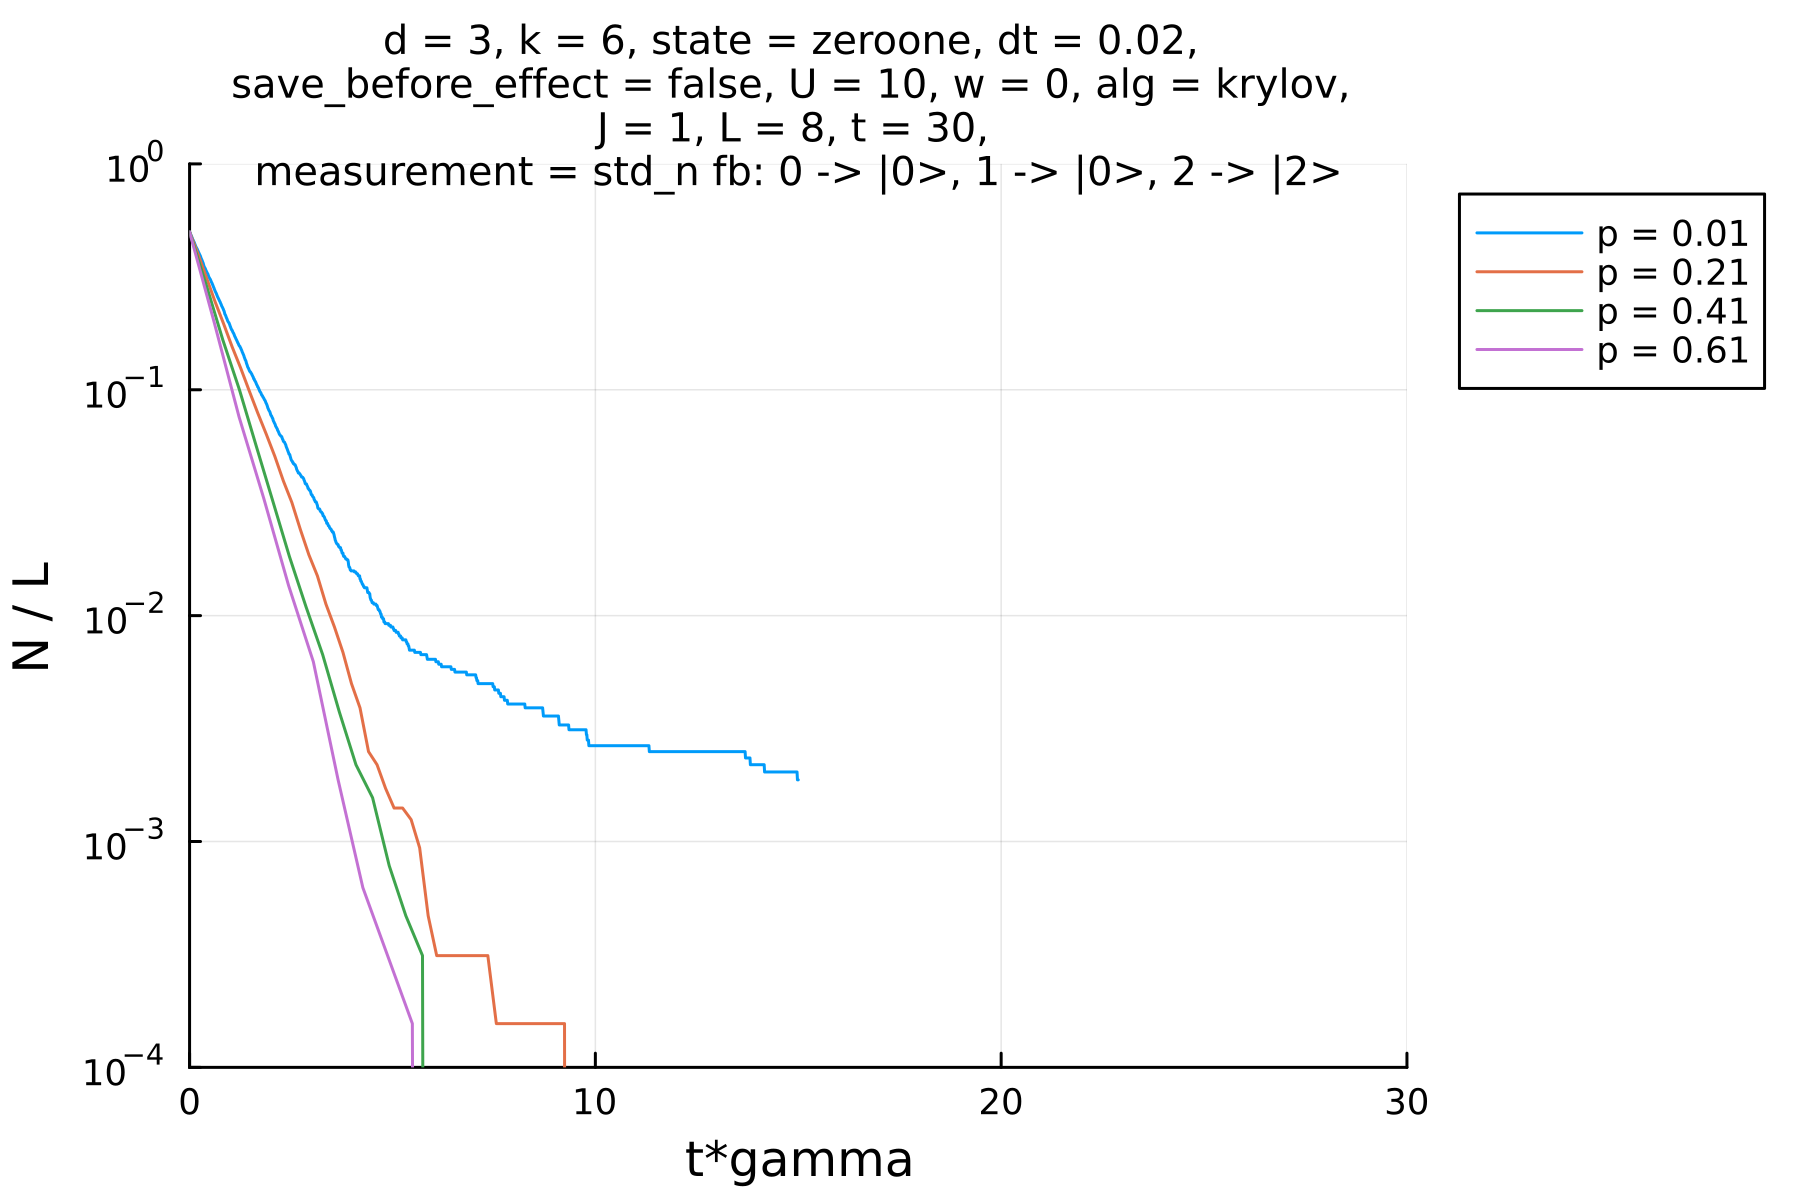 d = 3, k = 6, state = zeroone, dt = 0.02,
save_before_effect = false, U = 10, w = 0, alg = krylov,
J = 1, L = 8, t = 30,
measurement = std_n fb: 0 -> |0>, 1 -> |0>, 2 -> |2>
10⁰
10⁻¹
10⁻²
10⁻³
10⁻⁴
N / L
0 10 20 30
t*gamma
p = 0.01
p = 0.21
p = 0.41
p = 0.61